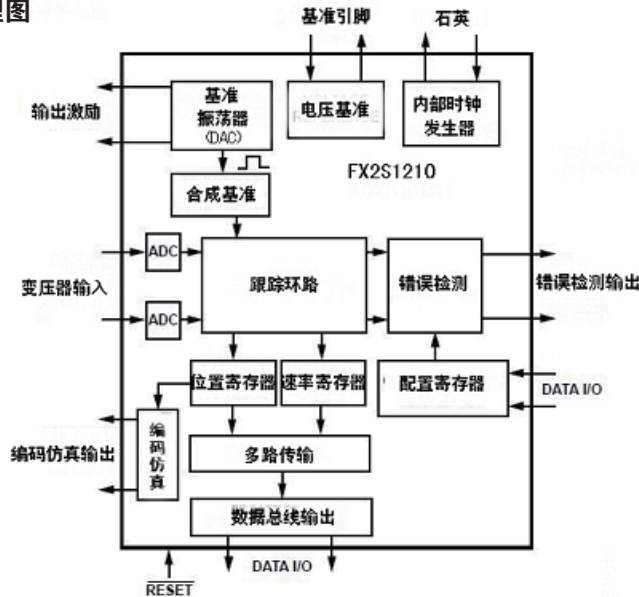 理图
基准引脚
石英
输出激励
基准
振荡器
(DAC)
电压基准
内部时钟
发生器
FX2S1210
合成基准
ADC
变压器输入
ADC
跟踪环路
错误检测
错误检测输出
位置寄存器
速率寄存器
配置寄存器
DATA I/O
编码仿真输出
编码仿真
多路传输
数据总线输出
DATA I/O
RESET